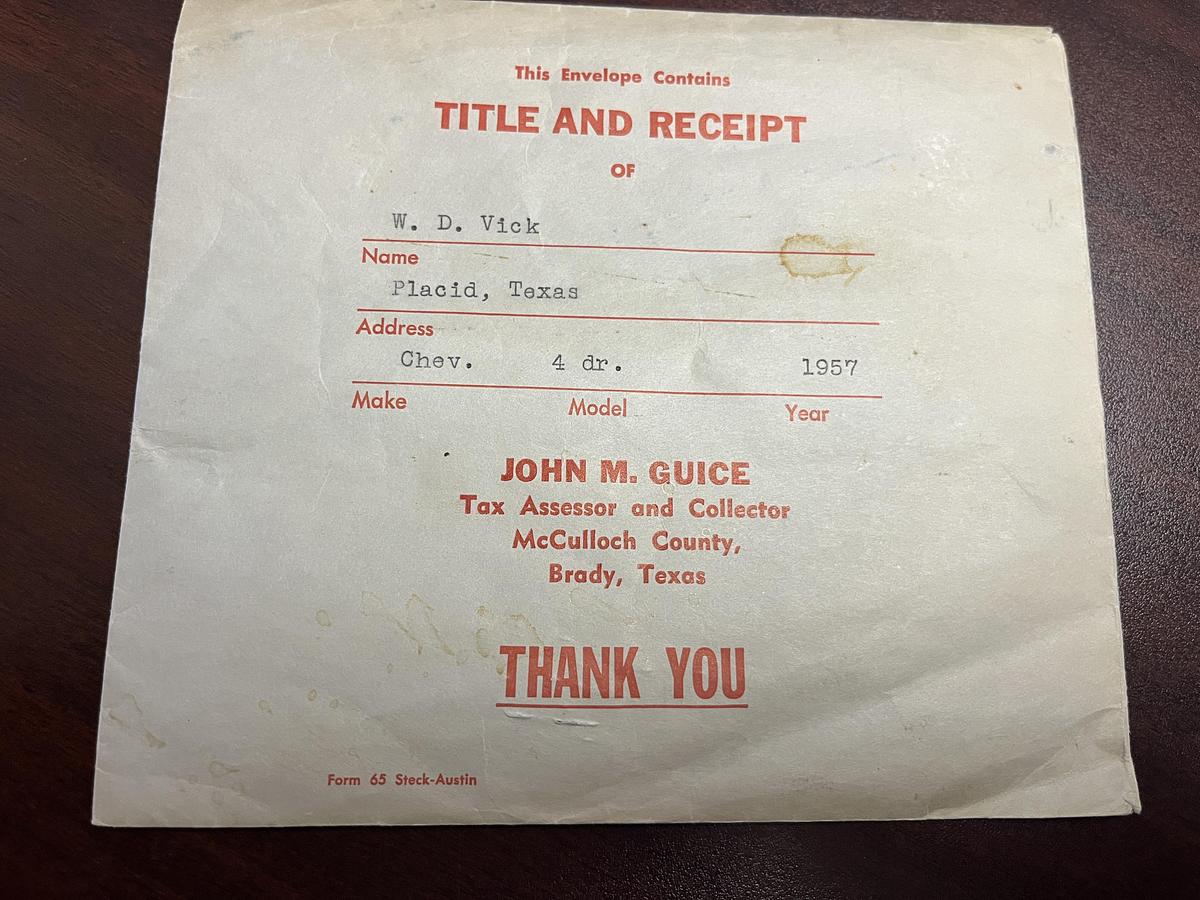 This Envelope Contains
TITLE AND RECEIPT
OF
W. D. Vick
Name
Placid, Texas
Address
Chev. 4 dr. 1957
Make Model Year
JOHN M. GUICE
Tax Assessor and Collector
McCulloch County,
Brady, Texas
THANK YOU
Form 65 Steck-Austin